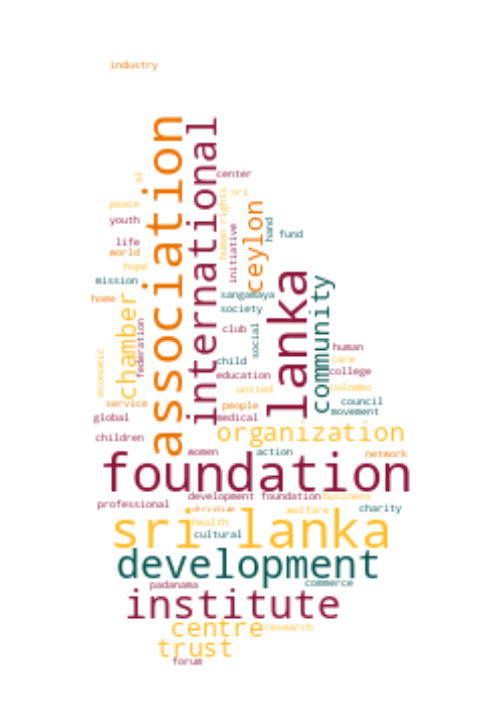 industry
association
international
center
al
sri
peace
human rights
ceylon
youth
hand
fund
life
world
initiative
hope
lanka
mission
community
sangamaya
home
chamber
society
federation
club
social
human
economic
child
care
education
college
united
colombo
service
people
council
global
medical
movement
organization
children
women
action
network
foundation
development foundation
business
professional
christian
welfare
charity
sri lanka
health
cultural
development
padanama
commerce
institute
centre
research
trust
forum